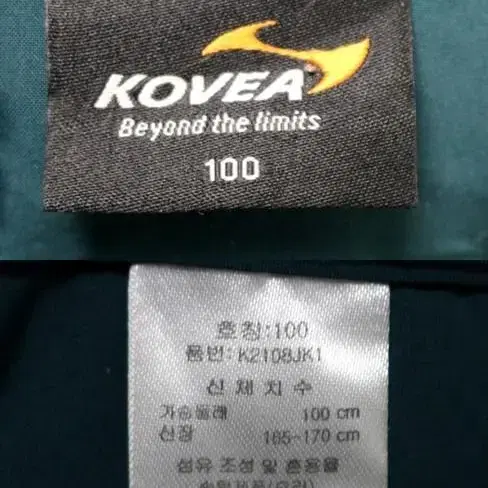 KOVEA
Beyond the limits
100
호칭:100
품번:K2108JK1
신 체 치 수
가슴둘레 100 cm
신장 165-170 cm
섬유 조성 및 혼용율